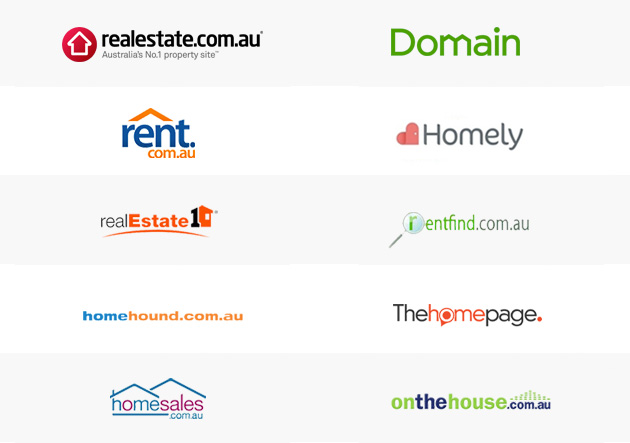 realestate.com.au®
Australia's No.1 property site™
Domain
rent.
com.au
Homely
realEstate1®
rentfind.com.au
homehound.com.au
Thehomepage.
homesales
.com.au
onthehouse.com.au